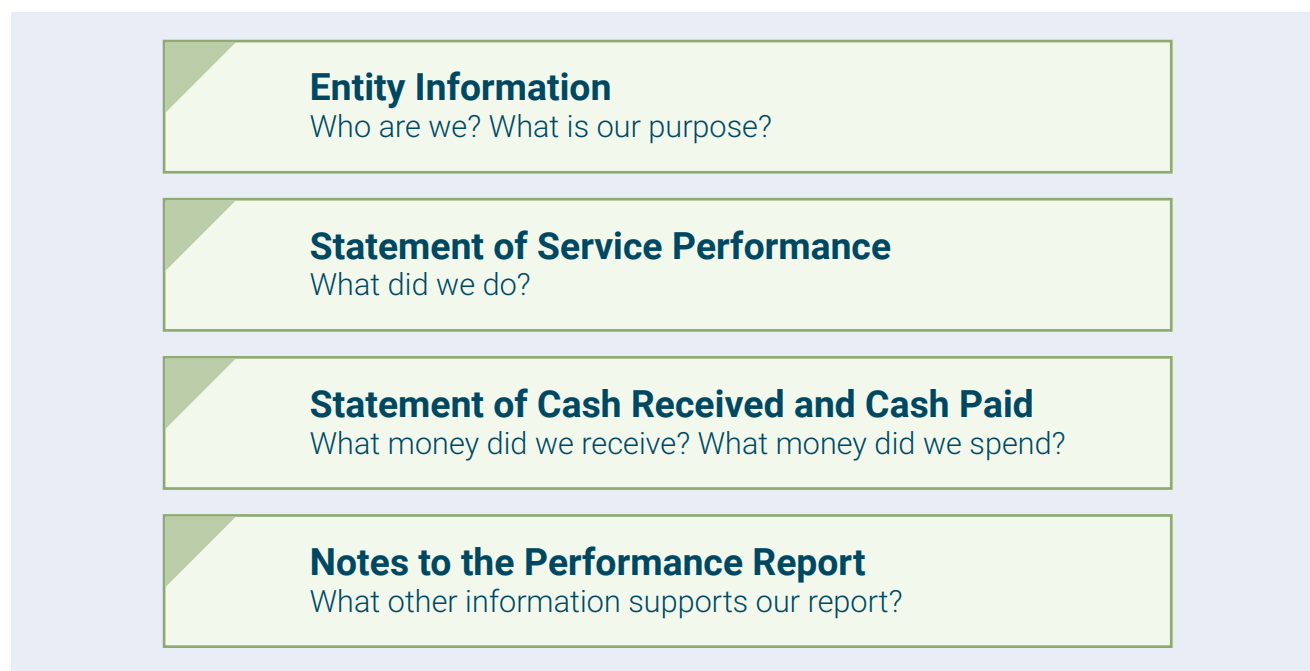 Entity Information
Who are we? What is our purpose?
Statement of Service Performance
What did we do?
Statement of Cash Received and Cash Paid
What money did we receive? What money did we spend?
Notes to the Performance Report
What other information supports our report?